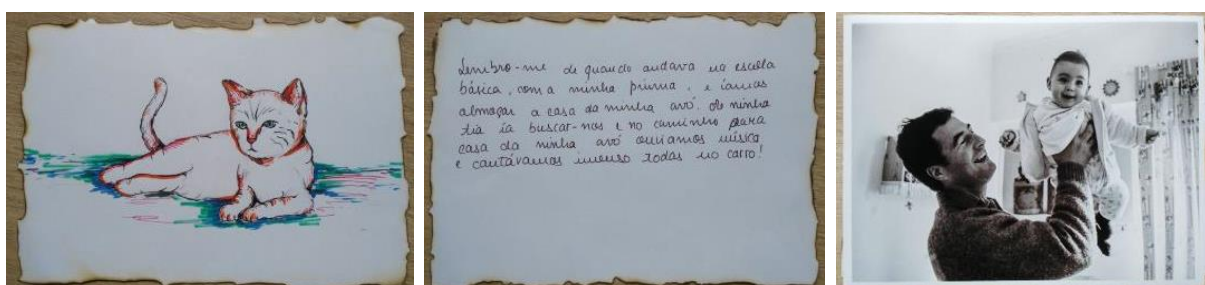 Lembro-me de quando andava na escola
básica, com a minha prima, e íamos
almoçar a casa da minha avó. A minha
tia ia buscar-nos e no caminho para
casa da minha avó ouvíamos música
e cantávamos imenso todas no carro!